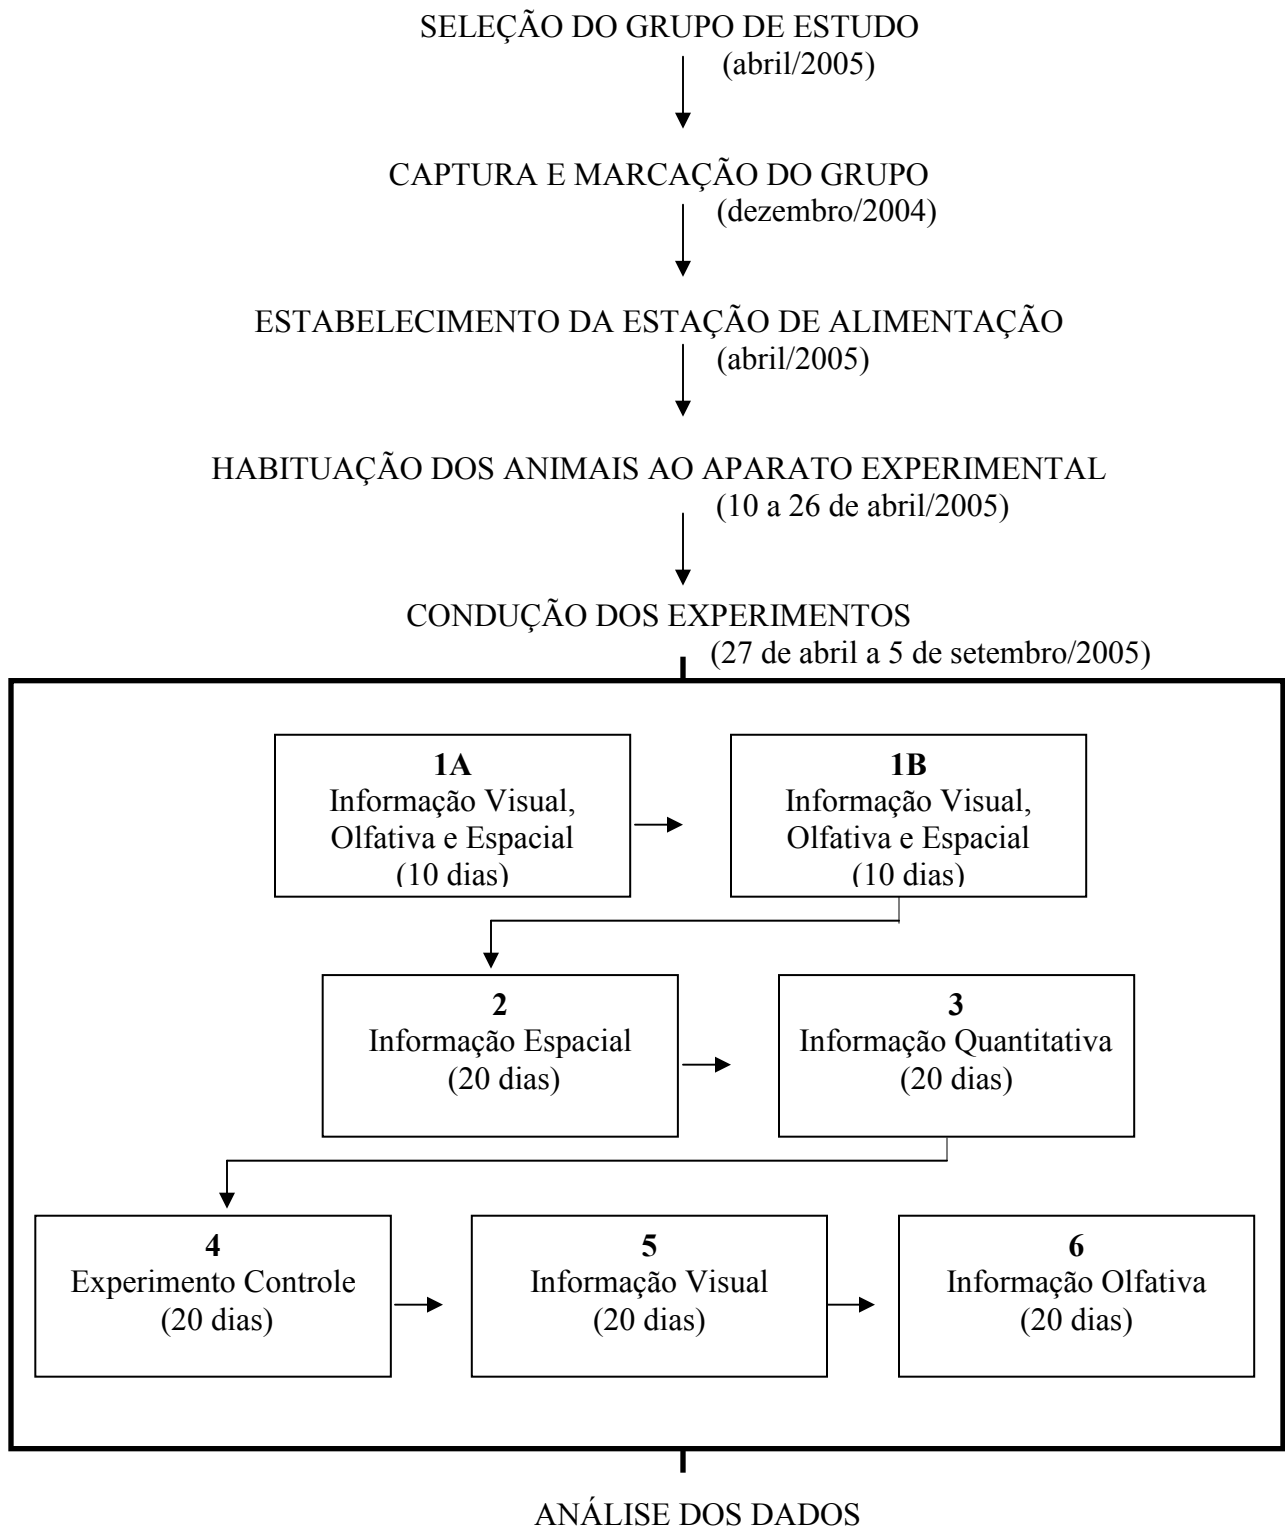 SELEÇÃO DO GRUPO DE ESTUDO
(abril/2005)
CAPTURA E MARCAÇÃO DO GRUPO
(dezembro/2004)
ESTABELECIMENTO DA ESTAÇÃO DE ALIMENTAÇÃO
(abril/2005)
HABITUAÇÃO DOS ANIMAIS AO APARATO EXPERIMENTAL
(10 a 26 de abril/2005)
CONDUÇÃO DOS EXPERIMENTOS
(27 de abril a 5 de setembro/2005)
1A
Informação Visual,
Olfativa e Espacial
(10 dias)
1B
Informação Visual,
Olfativa e Espacial
(10 dias)
2
Informação Espacial
(20 dias)
3
Informação Quantitativa
(20 dias)
4
Experimento Controle
(20 dias)
5
Informação Visual
(20 dias)
6
Informação Olfativa
(20 dias)
ANÁLISE DOS DADOS